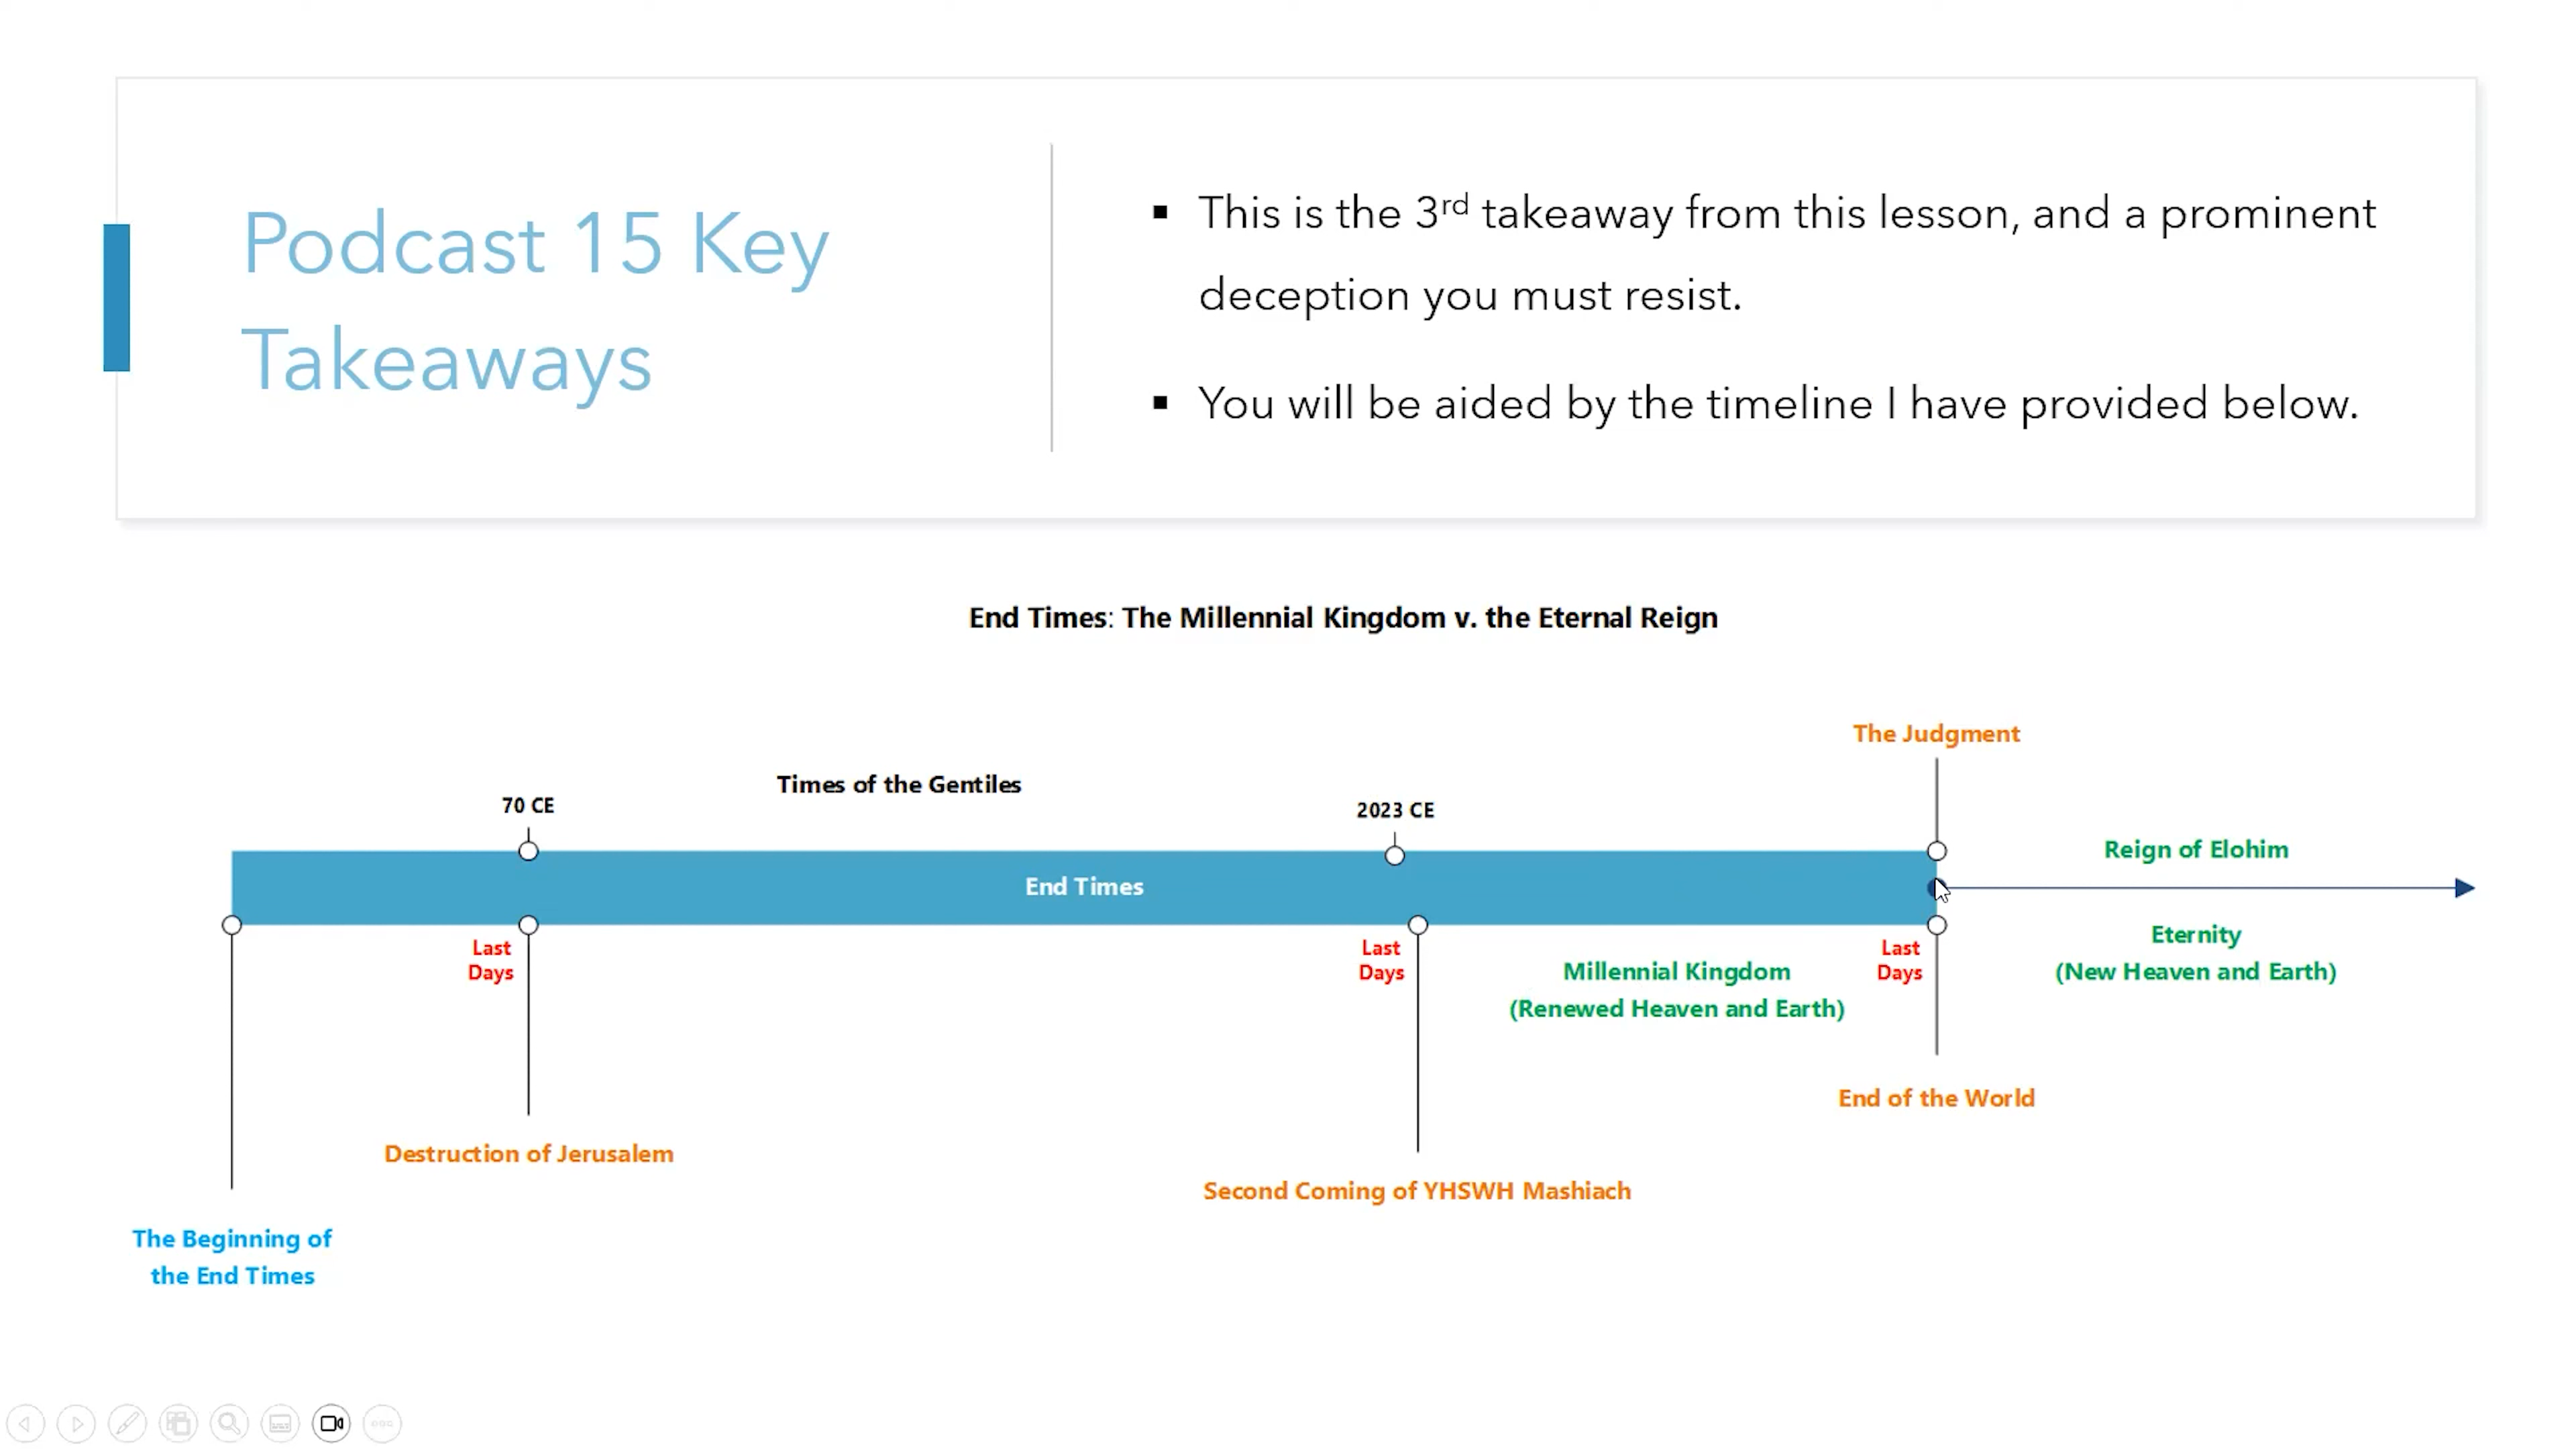 Podcast 15 Key
Takeaways
▪ This is the 3rd takeaway from this lesson, and a prominent
deception you must resist.
▪ You will be aided by the timeline I have provided below.
End Times: The Millennial Kingdom v. the Eternal Reign
The Judgment
Times of the Gentiles
70 CE
2023 CE
Reign of Elohim
End Times
Eternity
(New Heaven and Earth)
Last
Days
Last
Days
Last
Days
Millennial Kingdom
(Renewed Heaven and Earth)
End of the World
Destruction of Jerusalem
Second Coming of YHSWH Mashiach
The Beginning of
the End Times